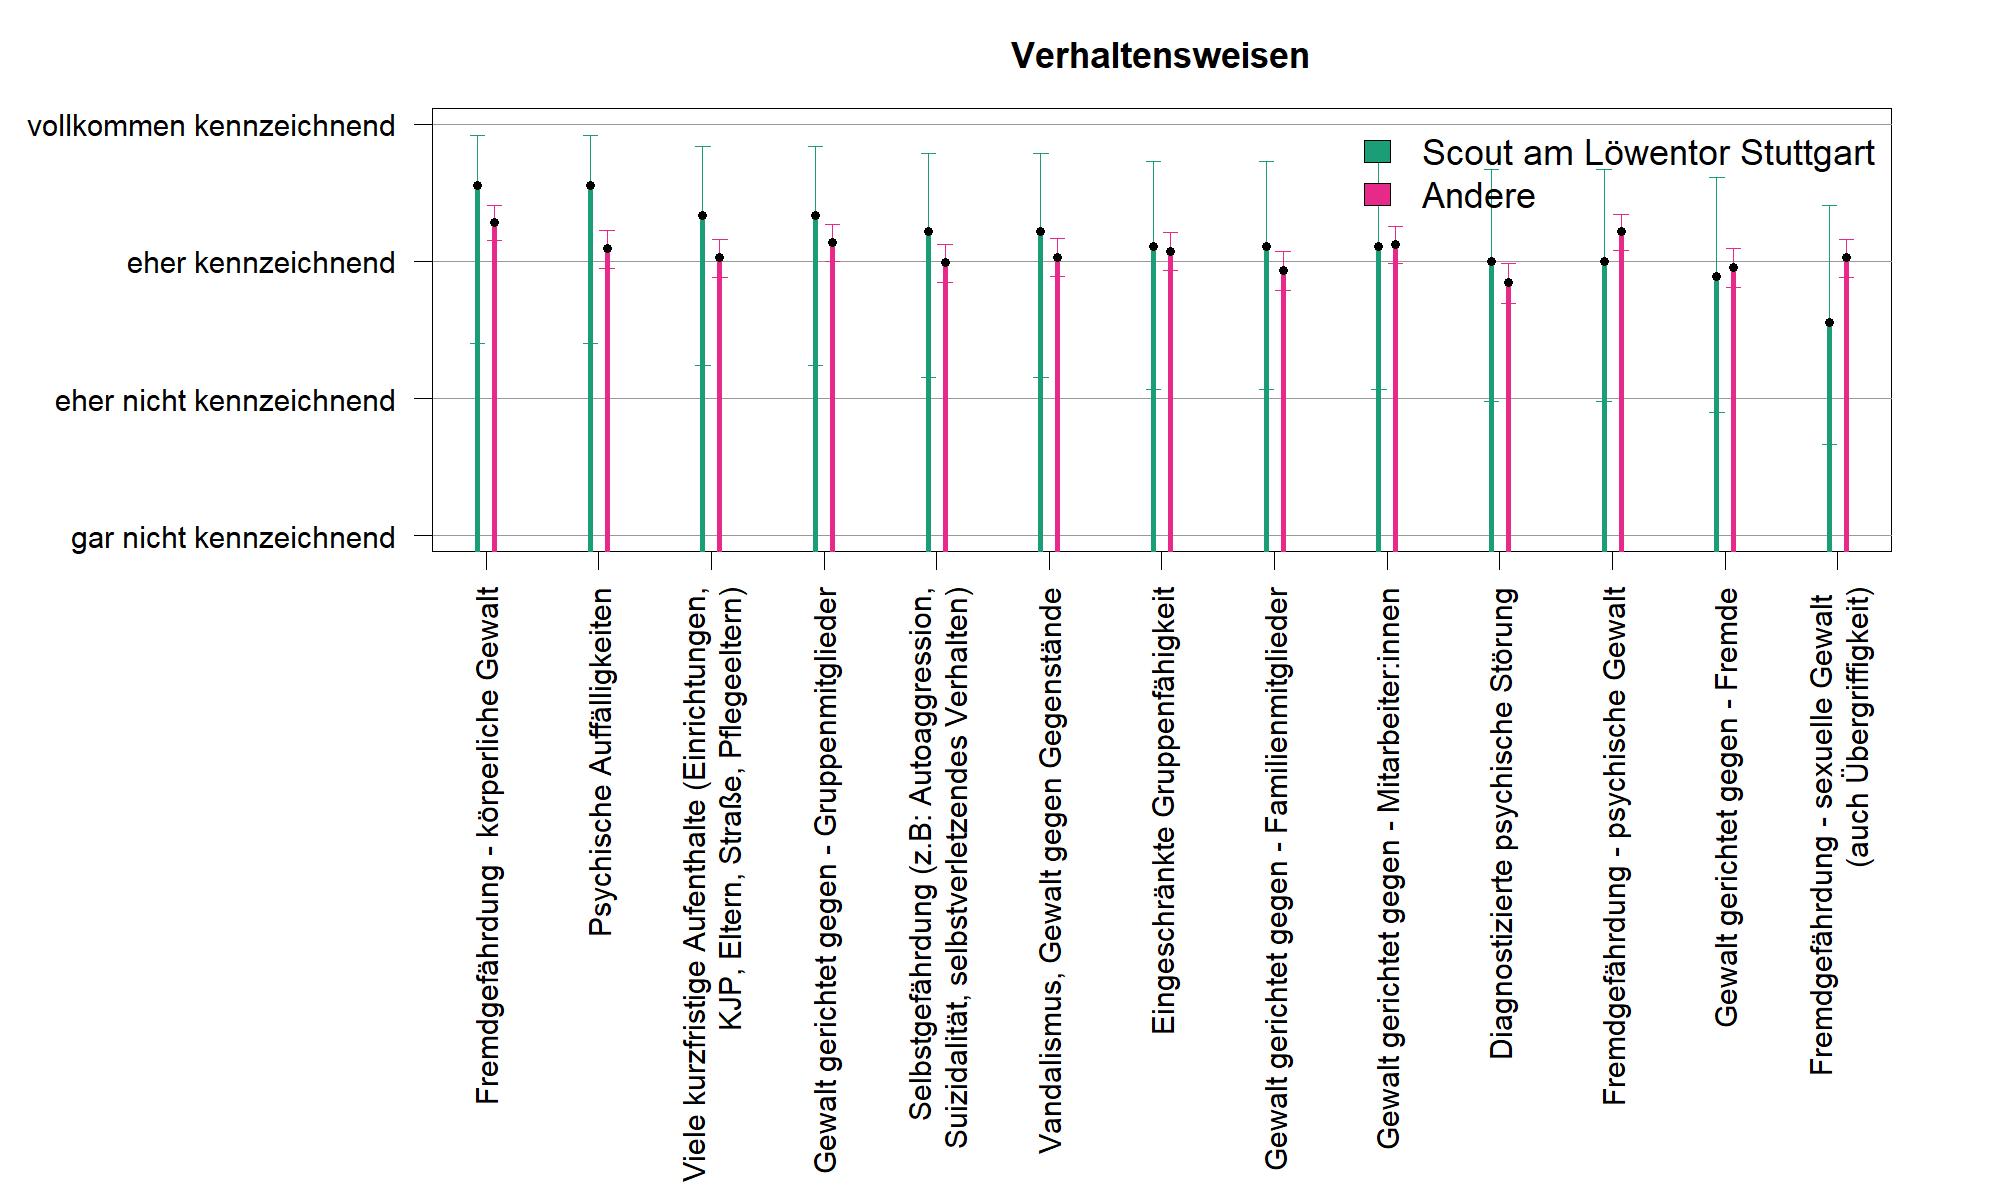 Verhaltensweisen
vollkommen kennzeichnend
eher kennzeichnend
eher nicht kennzeichnend
gar nicht kennzeichnend
Scout am Löwentor Stuttgart
Andere
Fremdgefährdung - körperliche Gewalt
Psychische Auffälligkeiten
Viele kurzfristige Aufenthalte (Einrichtungen,
KJP, Eltern, Straße, Pflegeeltern)
Gewalt gerichtet gegen - Gruppenmitglieder
Selbstgefährdung (z.B: Autoaggression,
Suizidalität, selbstverletzendes Verhalten)
Vandalismus, Gewalt gegen Gegenstände
Eingeschränkte Gruppenfähigkeit
Gewalt gerichtet gegen - Familienmitglieder
Gewalt gerichtet gegen - Mitarbeiter:innen
Diagnostizierte psychische Störung
Fremdgefährdung - psychische Gewalt
Gewalt gerichtet gegen - Fremde
Fremdgefährdung - sexuelle Gewalt
(auch Übergriffigkeit)